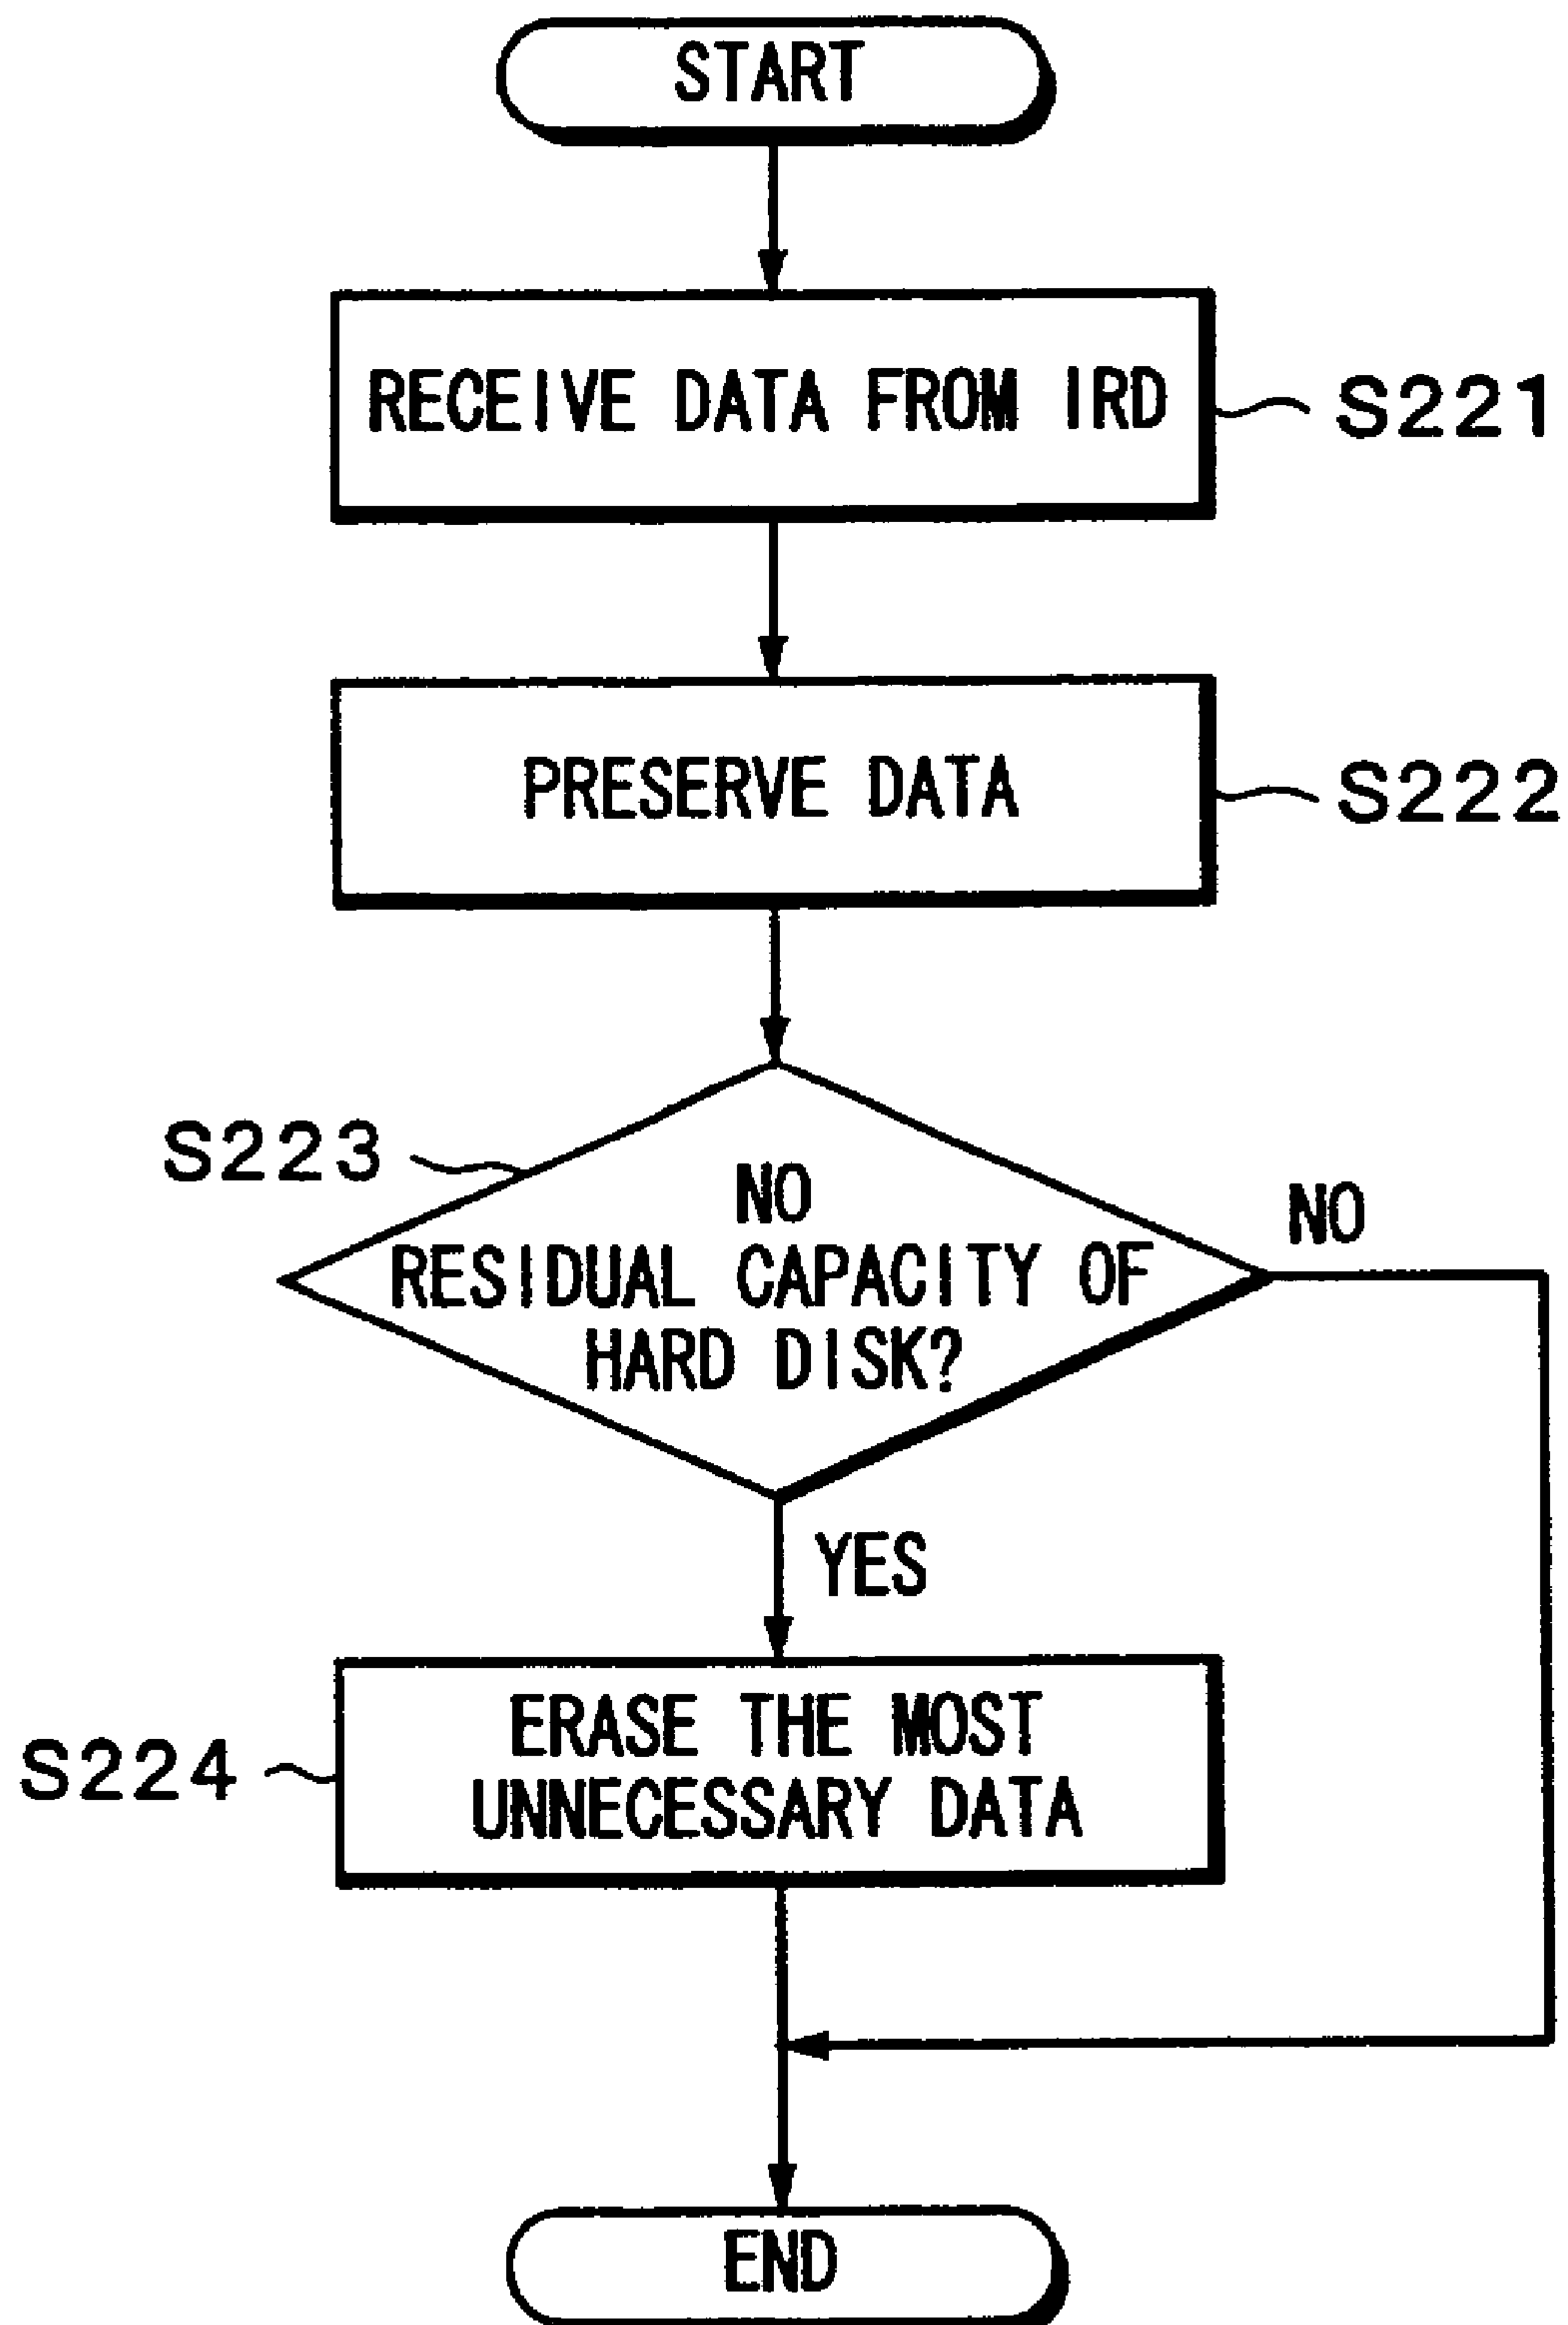 START
RECEIVE DATA FROM IRD
S221
PRESERVE DATA
S222
S223
NO
RESIDUAL CAPACITY OF
HARD DISK?
NO
YES
S224
ERASE THE MOST
UNNECESSARY DATA
END